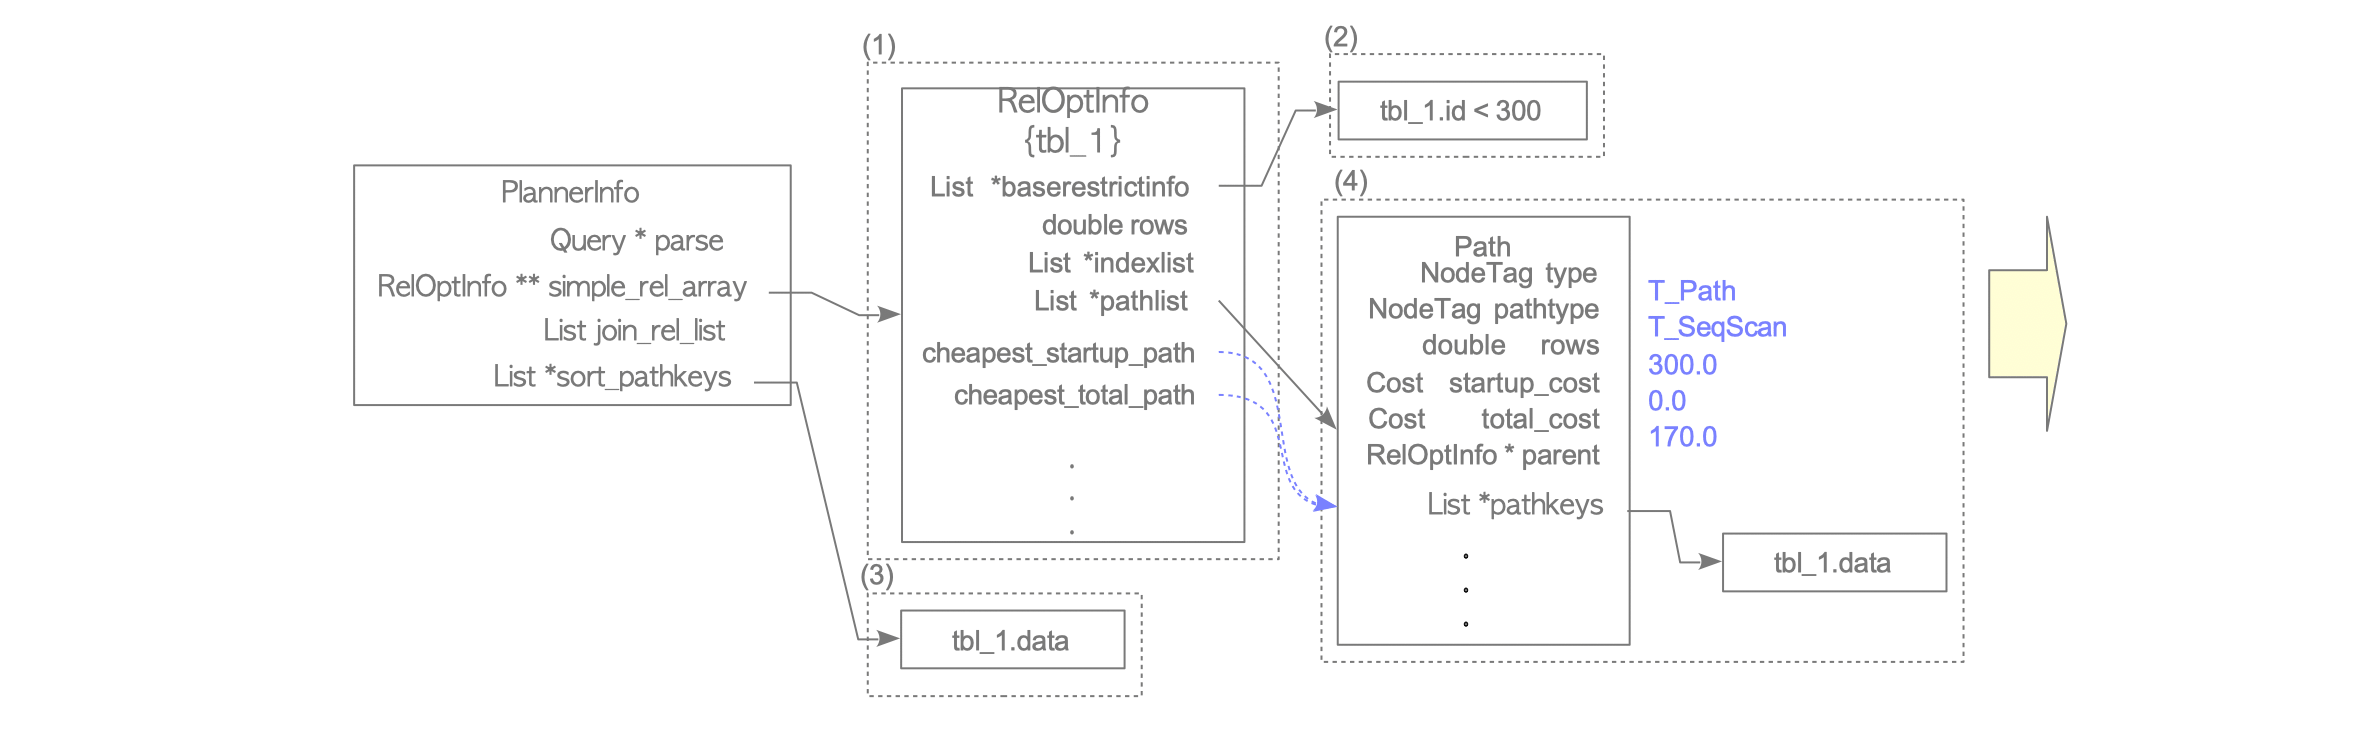 PlannerInfo
Query * parse
RelOptInfo ** simple_rel_array
List join_rel_list
List *sort_pathkeys
(1)
RelOptInfo
{tbl_1}
List *baserestrictinfo
double rows
List *indexlist
List *pathlist
cheapest_startup_path
cheapest_total_path
.
.
.
(2)
tbl_1.id < 300
(3)
tbl_1.data
(4)
Path
NodeTag type
NodeTag pathtype
double rows
Cost startup_cost
Cost total_cost
RelOptInfo * parent
List *pathkeys
.
.
.
T_Path
T_SeqScan
300.0
0.0
170.0
tbl_1.data